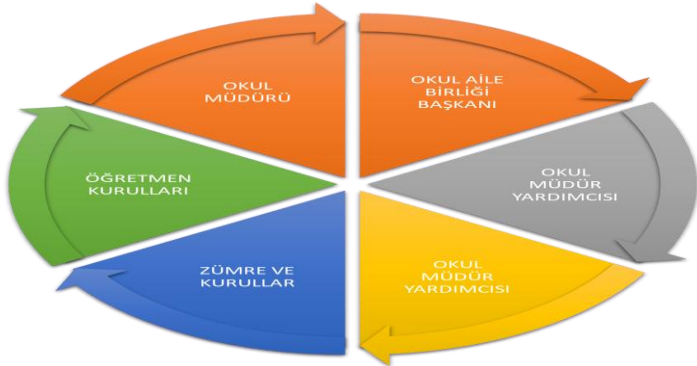 OKUL
MÜDÜRÜ
OKUL AİLE
BİRLİĞİ
BAŞKANI
OKUL
MÜDÜR
YARDIMCISI
OKUL
MÜDÜR
YARDIMCISI
ZÜMRE VE
KURULLAR
ÖĞRETMEN
KURULLARI